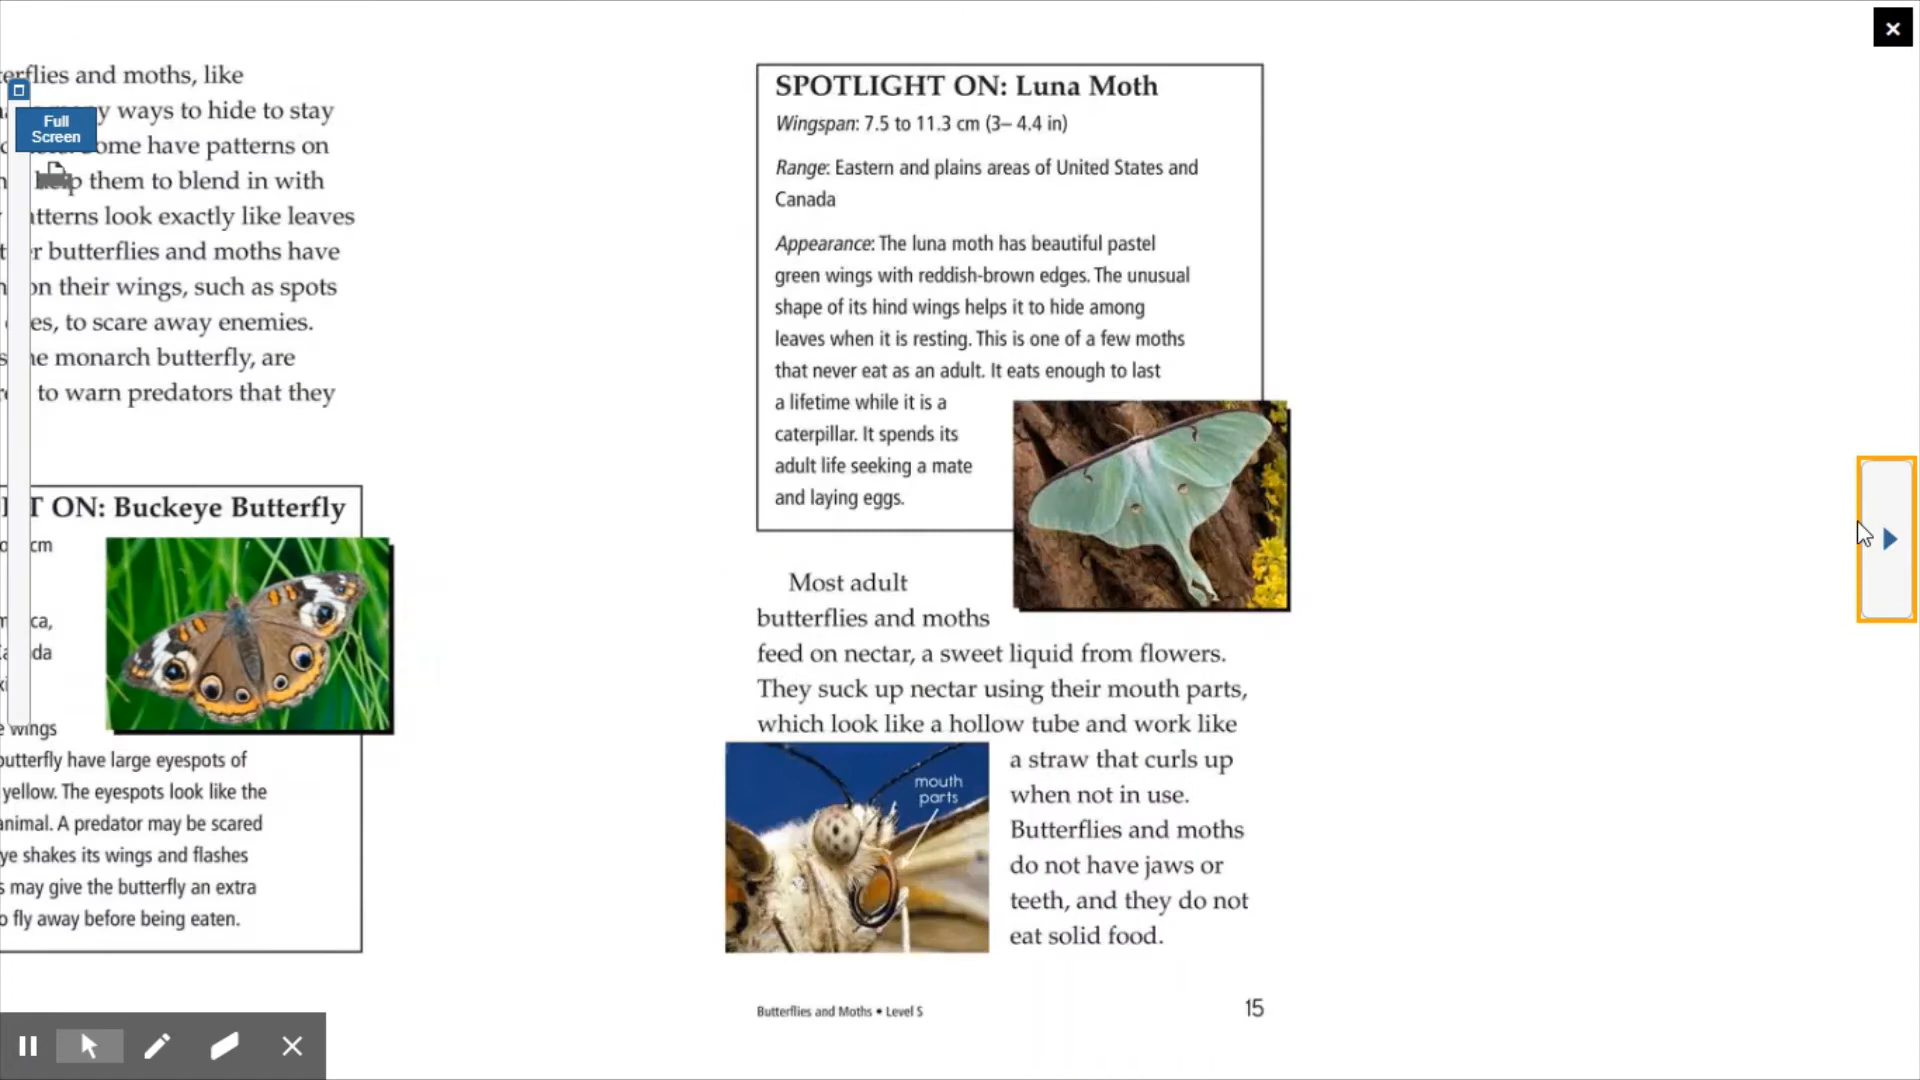 Full
Screen
erflies and moths, like
many ways to hide to stay
ome have patterns on
help them to blend in with
atterns look exactly like leaves
er butterflies and moths have
on their wings, such as spots
es, to scare away enemies.
he monarch butterfly, are
to warn predators that they
T ON: Buckeye Butterfly
cm
ca,
da
e wings
butterfly have large eyespots of
yellow. The eyespots look like the
animal. A predator may be scared
ye shakes its wings and flashes
s may give the butterfly an extra
o fly away before being eaten.
SPOTLIGHT ON: Luna Moth
Wingspan: 7.5 to 11.3 cm (3– 4.4 in)
Range: Eastern and plains areas of United States and
Canada
Appearance: The luna moth has beautiful pastel
green wings with reddish-brown edges. The unusual
shape of its hind wings helps it to hide among
leaves when it is resting. This is one of a few moths
that never eat as an adult. It eats enough to last
a lifetime while it is a
caterpillar. It spends its
adult life seeking a mate
and laying eggs.
Most adult
butterflies and moths
feed on nectar, a sweet liquid from flowers.
They suck up nectar using their mouth parts,
which look like a hollow tube and work like
a straw that curls up
when not in use.
Butterflies and moths
do not have jaws or
teeth, and they do not
eat solid food.
mouth
parts
Butterflies and Moths • Level S
15